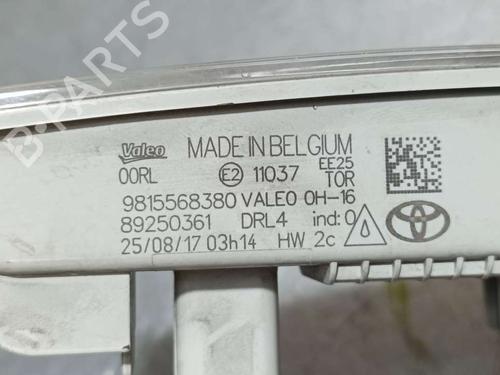 B-PARTS
Valeo MADE IN BELGIUM
00RL E2 11037 EE25
TOR
9815568380 VALEO 0H-16
89250361 DRL4 ind:0
25/08/17 03h14 HW 2c